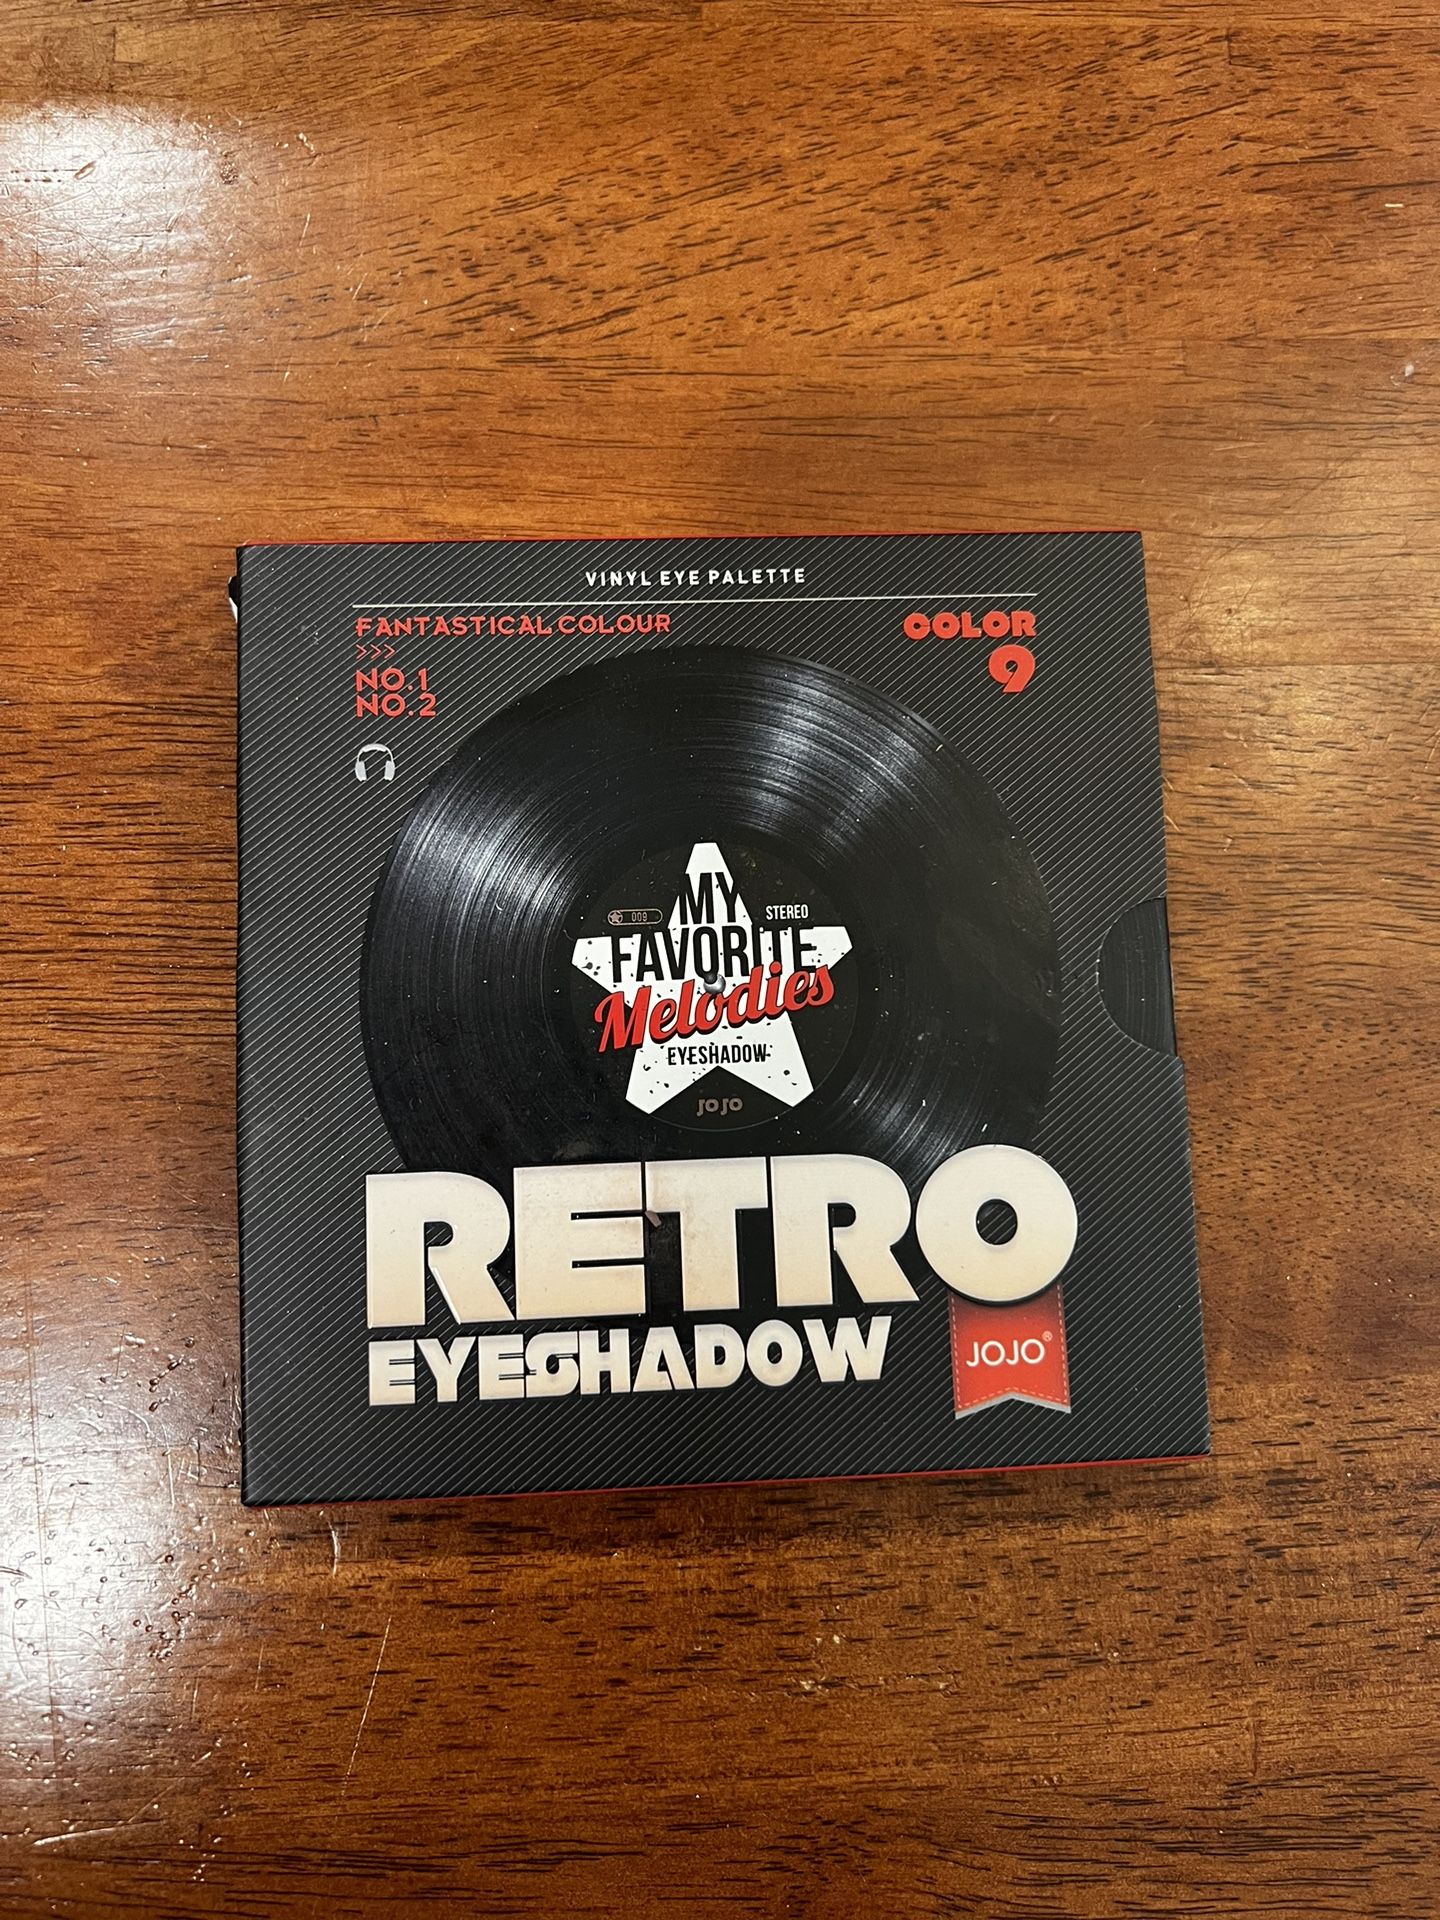 VINYL EYE PALETTE
FANTASTICAL COLOUR
>>>
NO.1
NO.2
COLOR
9
009
STEREO
MY
FAVORITE
Melodies
EYESHADOW
JOJO
RETRO
EYESHADOW
JOJO®